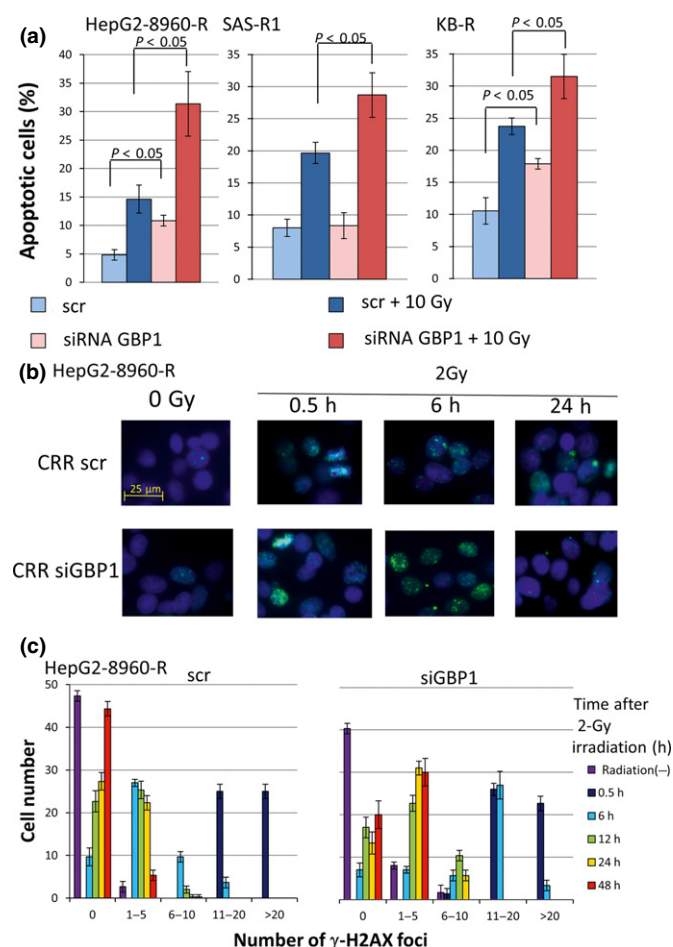 (a)
HepG2-8960-R
SAS-R1
KB-R
Apoptotic cells (%)
40
35
30
25
20
15
10
5
0
P < 0.05
P < 0.05
35
30
25
20
15
10
5
0
P < 0.05
35
30
25
20
15
10
5
0
P < 0.05
P < 0.05
scr
scr + 10 Gy
siRNA GBP1
siRNA GBP1 + 10 Gy
(b) HepG2-8960-R
2Gy
0 Gy
0.5 h
6 h
24 h
CRR scr
25 µm
CRR siGBP1
(c)
HepG2-8960-R
scr
siGBP1
Cell number
50
40
30
20
10
0
0
1–5
6–10
11–20
>20
0
1–5
6–10
11–20
>20
Time after
2-Gy
irradiation (h)
Radiation(–)
0.5 h
6 h
12 h
24 h
48 h
Number of γ-H2AX foci